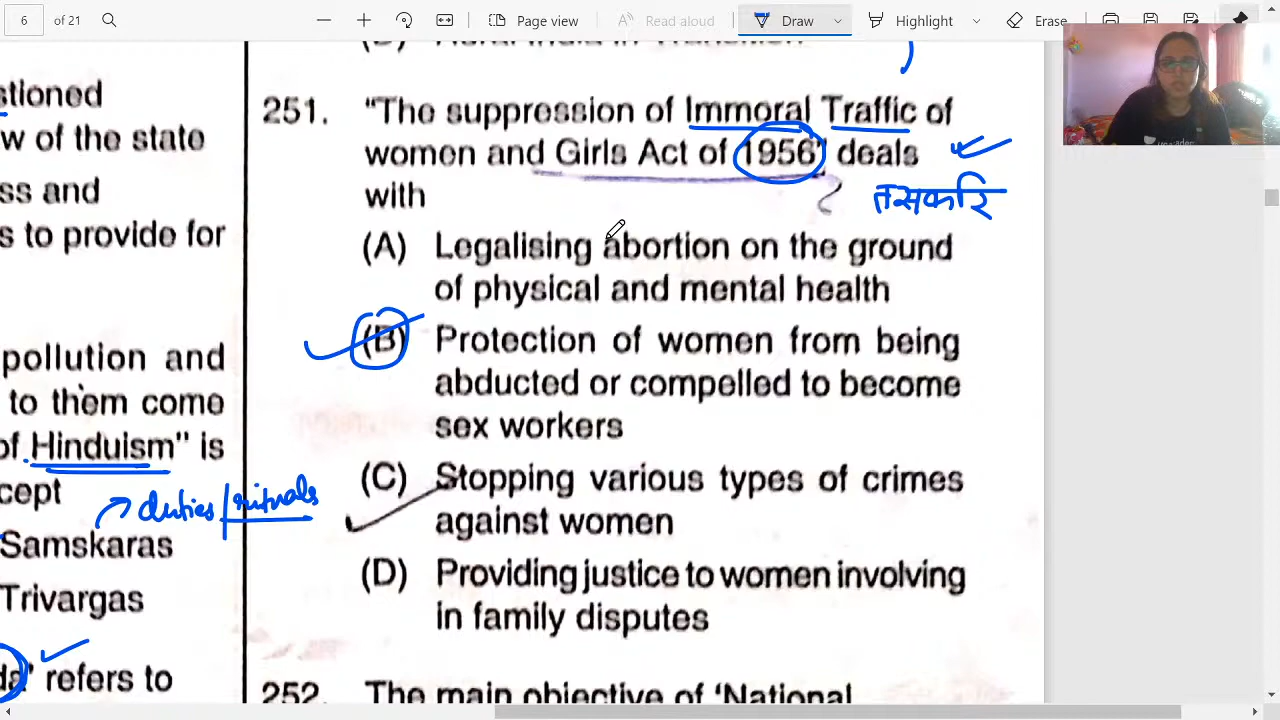 6 of 21 Page view Read aloud Draw Highlight Erase
stioned
w of the state
ss and
s to provide for
pollution and
to them come
of Hinduism" is
cept
duties/rituals
Samskaras
Trivargas
' refers to
251. "The suppression of Immoral Traffic of
women and Girls Act of 1956" deals
with
तसकरि
(A) Legalising abortion on the ground
of physical and mental health
(B) Protection of women from being
abducted or compelled to become
sex workers
(C) Stopping various types of crimes
against women
(D) Providing justice to women involving
in family disputes
252. The main objective of 'National